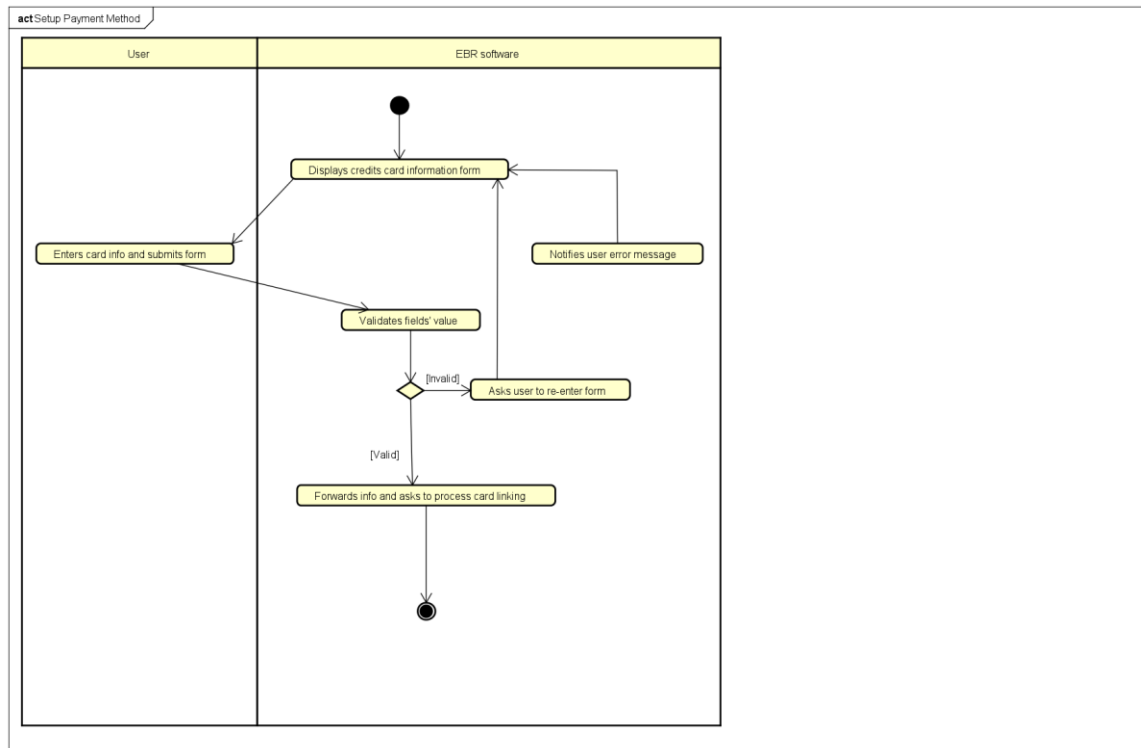 act Setup Payment Method
User
EBR software
Displays credits card information form
Enters card info and submits form
Notifies user error message
Validates fields' value
[Invalid]
Asks user to re-enter form
[Valid]
Forwards info and asks to process card linking